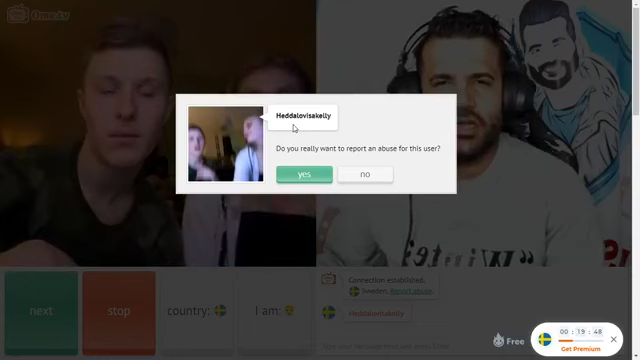 Ome.tv
Heddalovisakelly
Do you really want to report an abuse for this user?
yes
no
next
stop
country:
I am:
Connection established.
Sweden. Report abuse.
Heddalovisakelly
Free
00 : 19 : 48
Get Premium